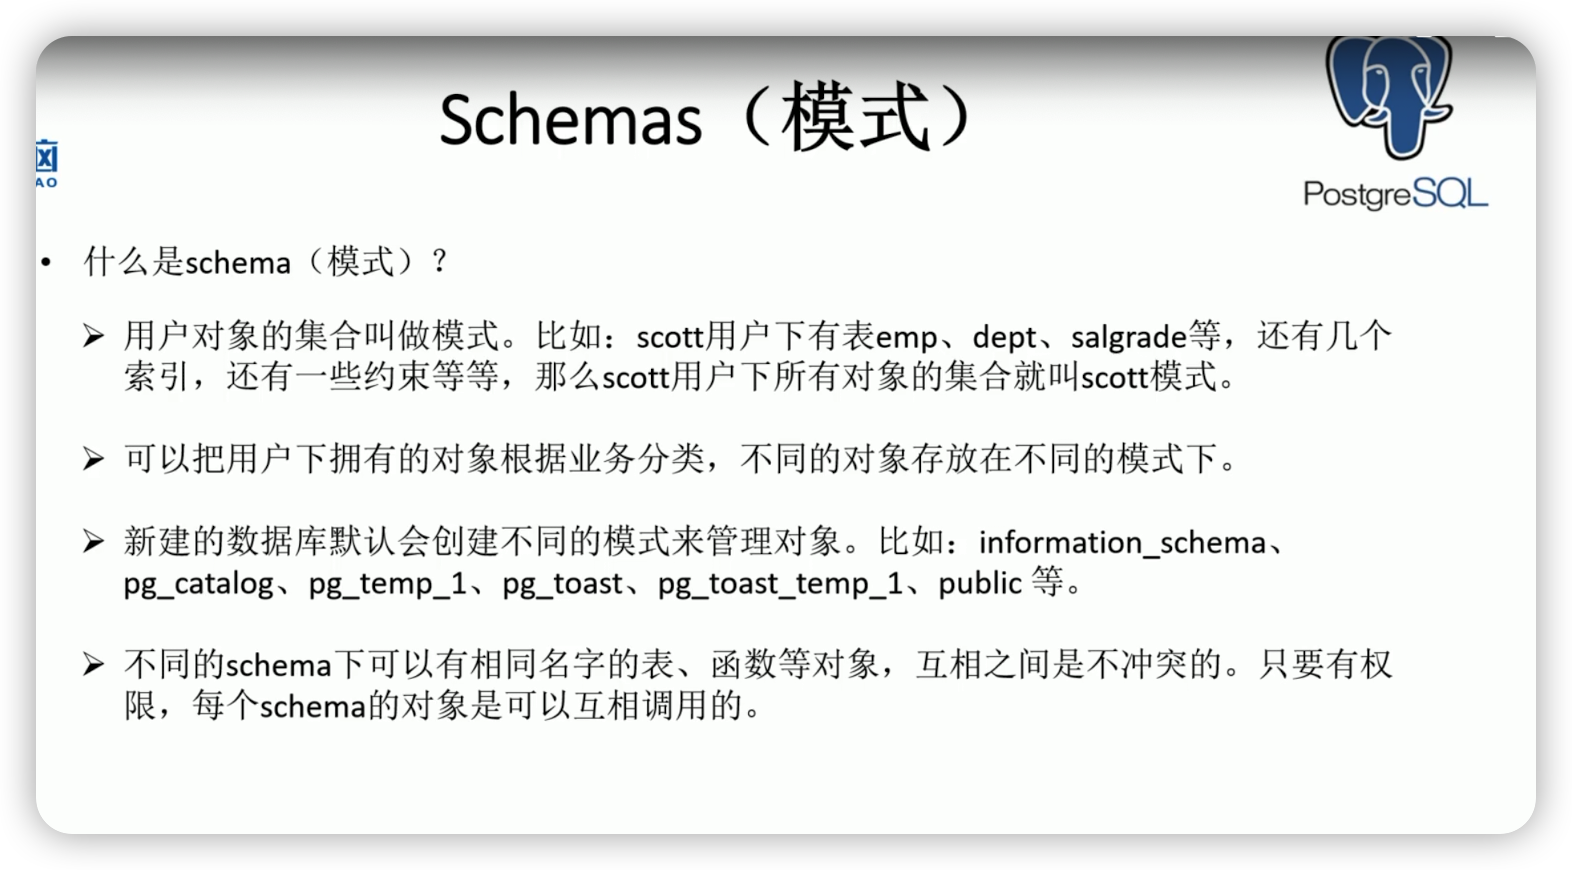 Schemas（模式）
PostgreSQL
AO
• 什么是schema（模式）？
➢ 用户对象的集合叫做模式。比如：scott用户下有表emp、dept、salgrade等，还有几个
索引，还有一些约束等等，那么scott用户下所有对象的集合就叫scott模式。
➢ 可以把用户下拥有的对象根据业务分类，不同的对象存放在不同的模式下。
➢ 新建的数据库默认会创建不同的模式来管理对象。比如：information_schema、
pg_catalog、pg_temp_1、pg_toast、pg_toast_temp_1、public 等。
➢ 不同的schema下可以有相同名字的表、函数等对象，互相之间是不冲突的。只要有权
限，每个schema的对象是可以互相调用的。